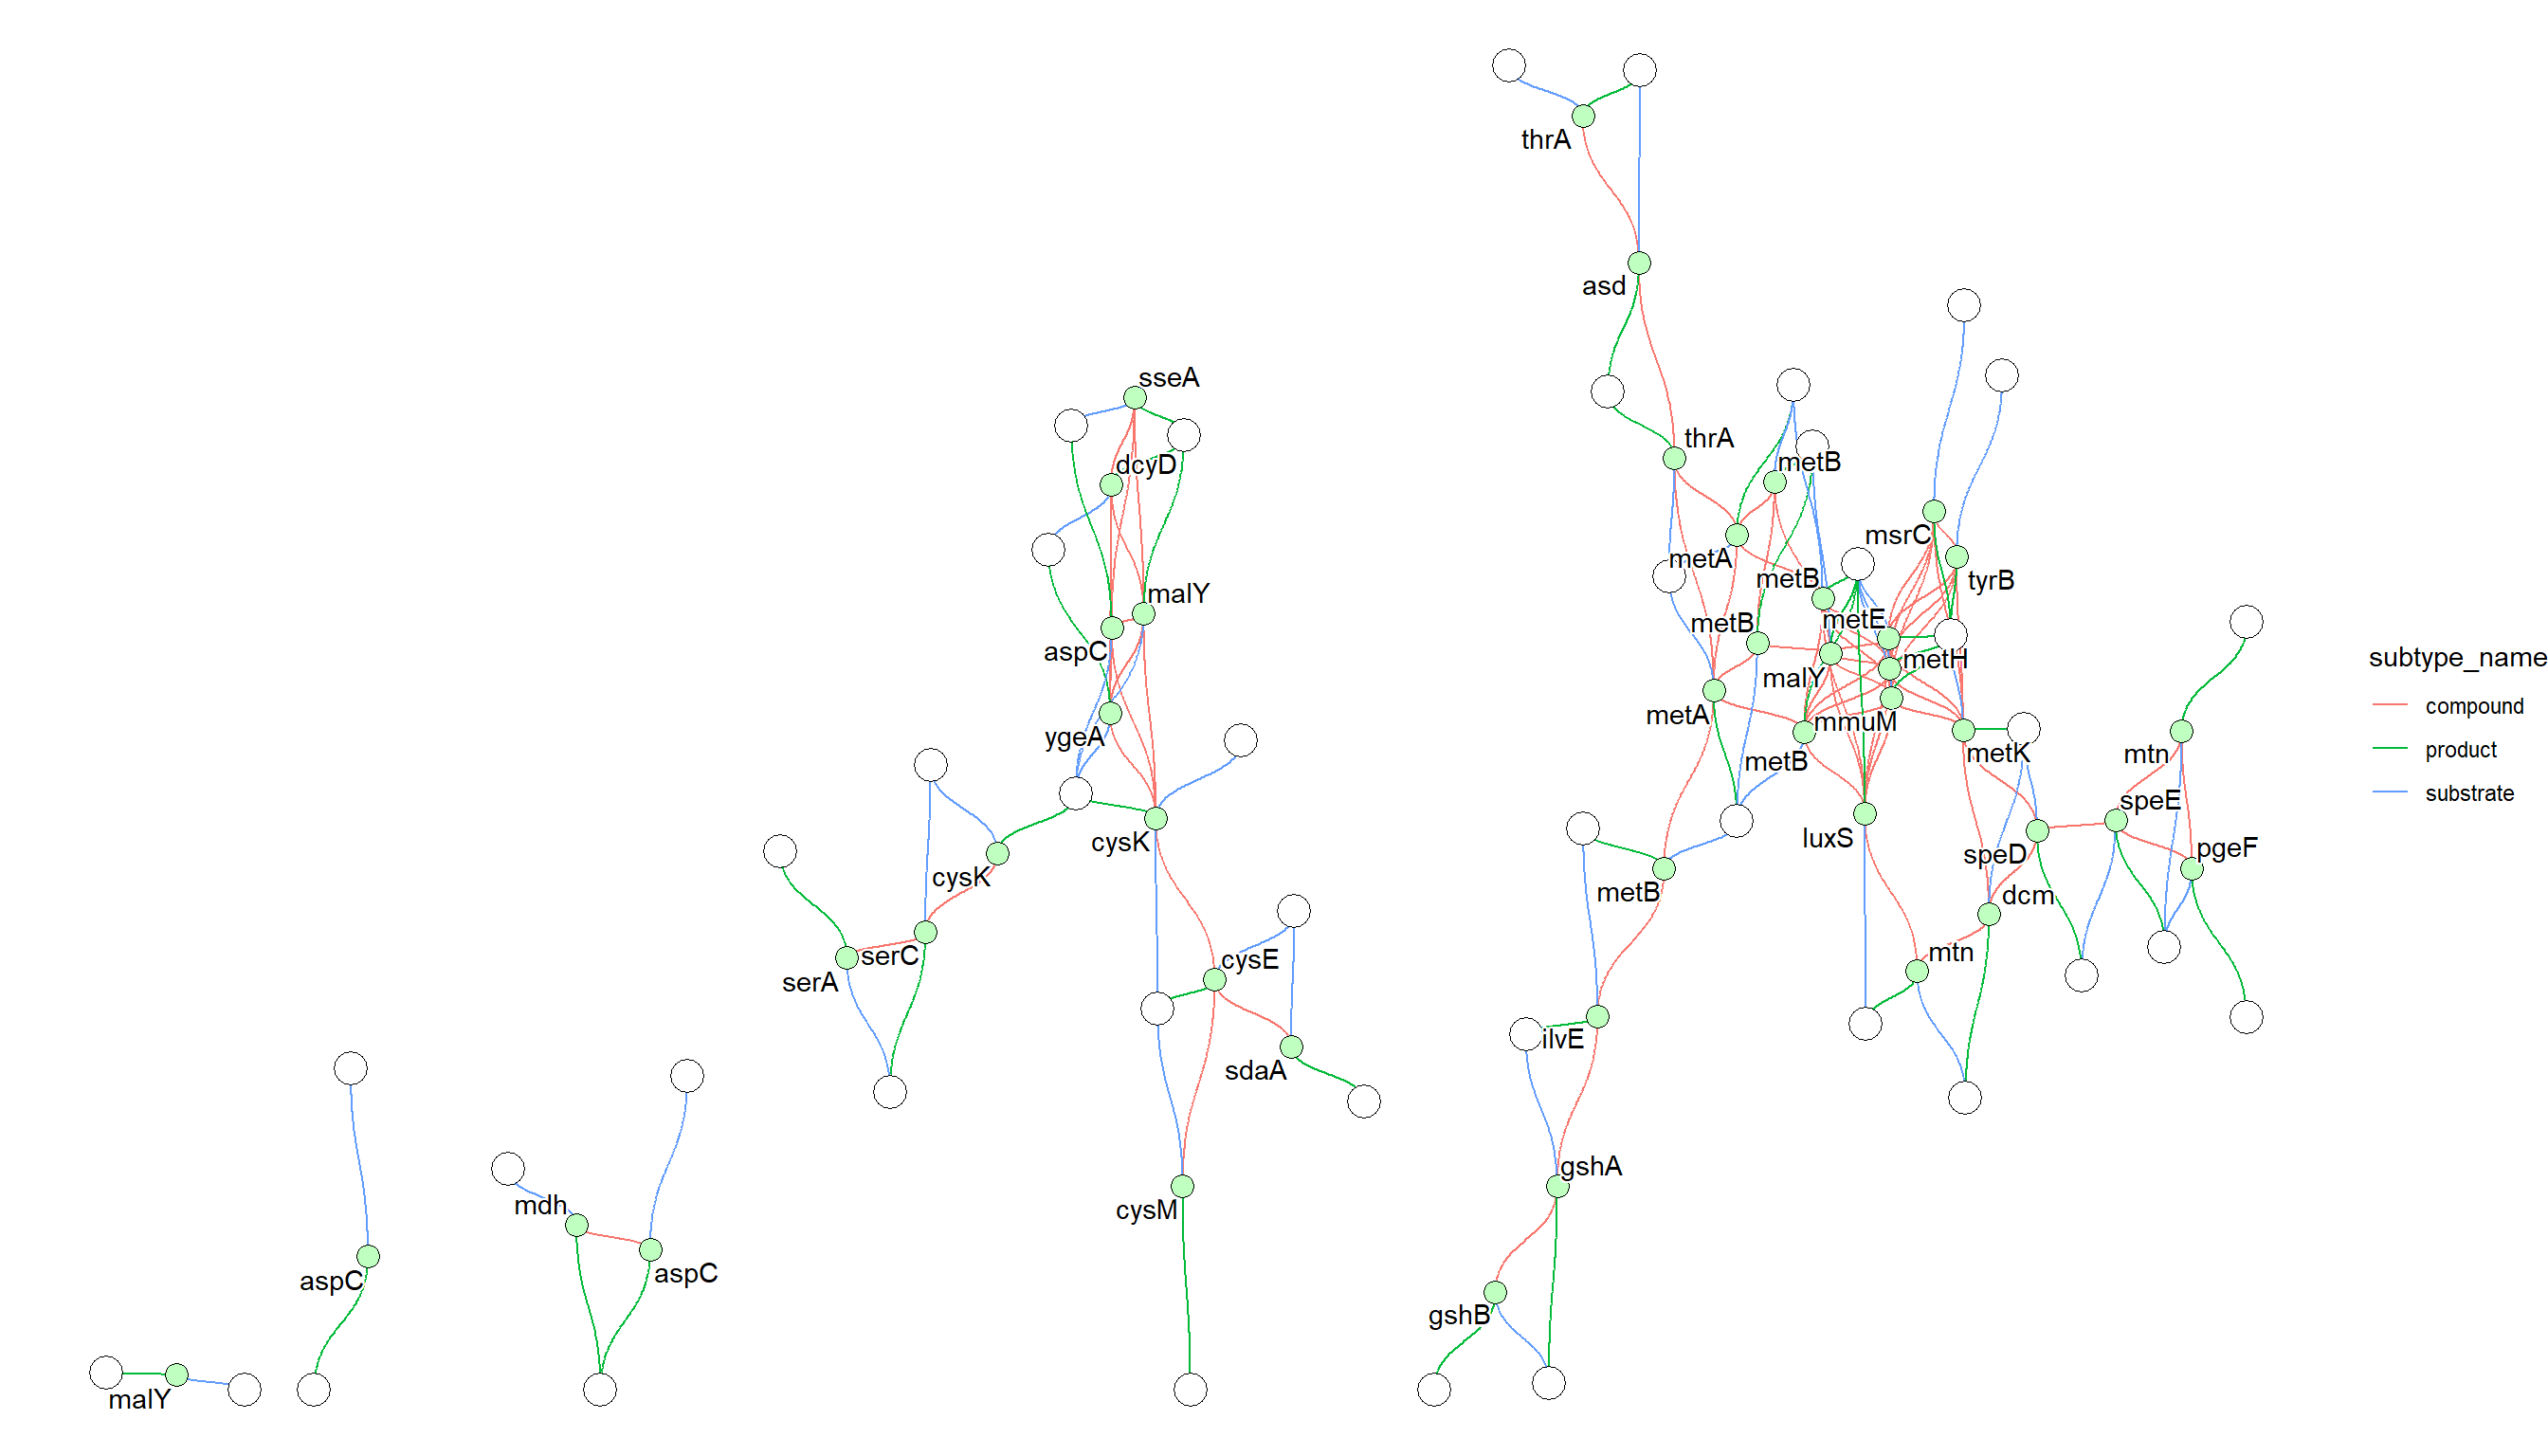 thrA
asd
sseA
thrA
dcyD
metB
msrC
metA
metB
tyrB
malY
metE
metB
aspC
metH
subtype_name
malY
compound
metA
mmuM
ygeA
product
metK
mtn
metB
substrate
speE
cysK
luxS
pgeF
speD
cysK
metB
dcm
serC
cysE
mtn
serA
ilvE
sdaA
gshA
mdh
cysM
aspC
aspC
gshB
malY